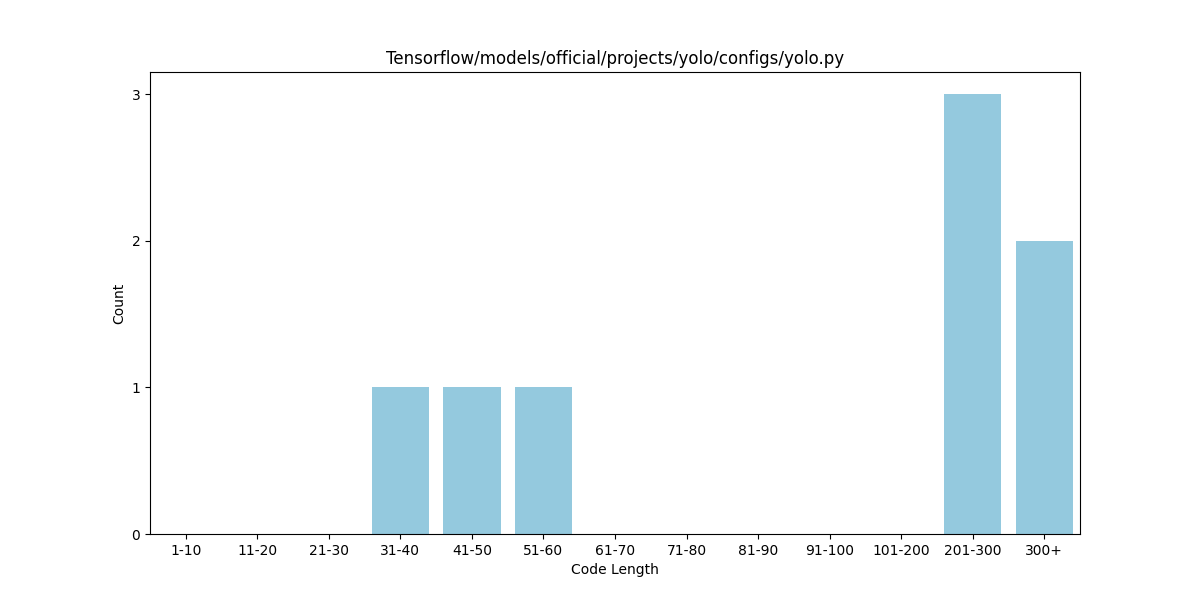 Tensorflow/models/official/projects/yolo/configs/yolo.py
Count
3
2
1
0
1-10 11-20 21-30 31-40 41-50 51-60 61-70 71-80 81-90 91-100 101-200 201-300 300+
Code Length